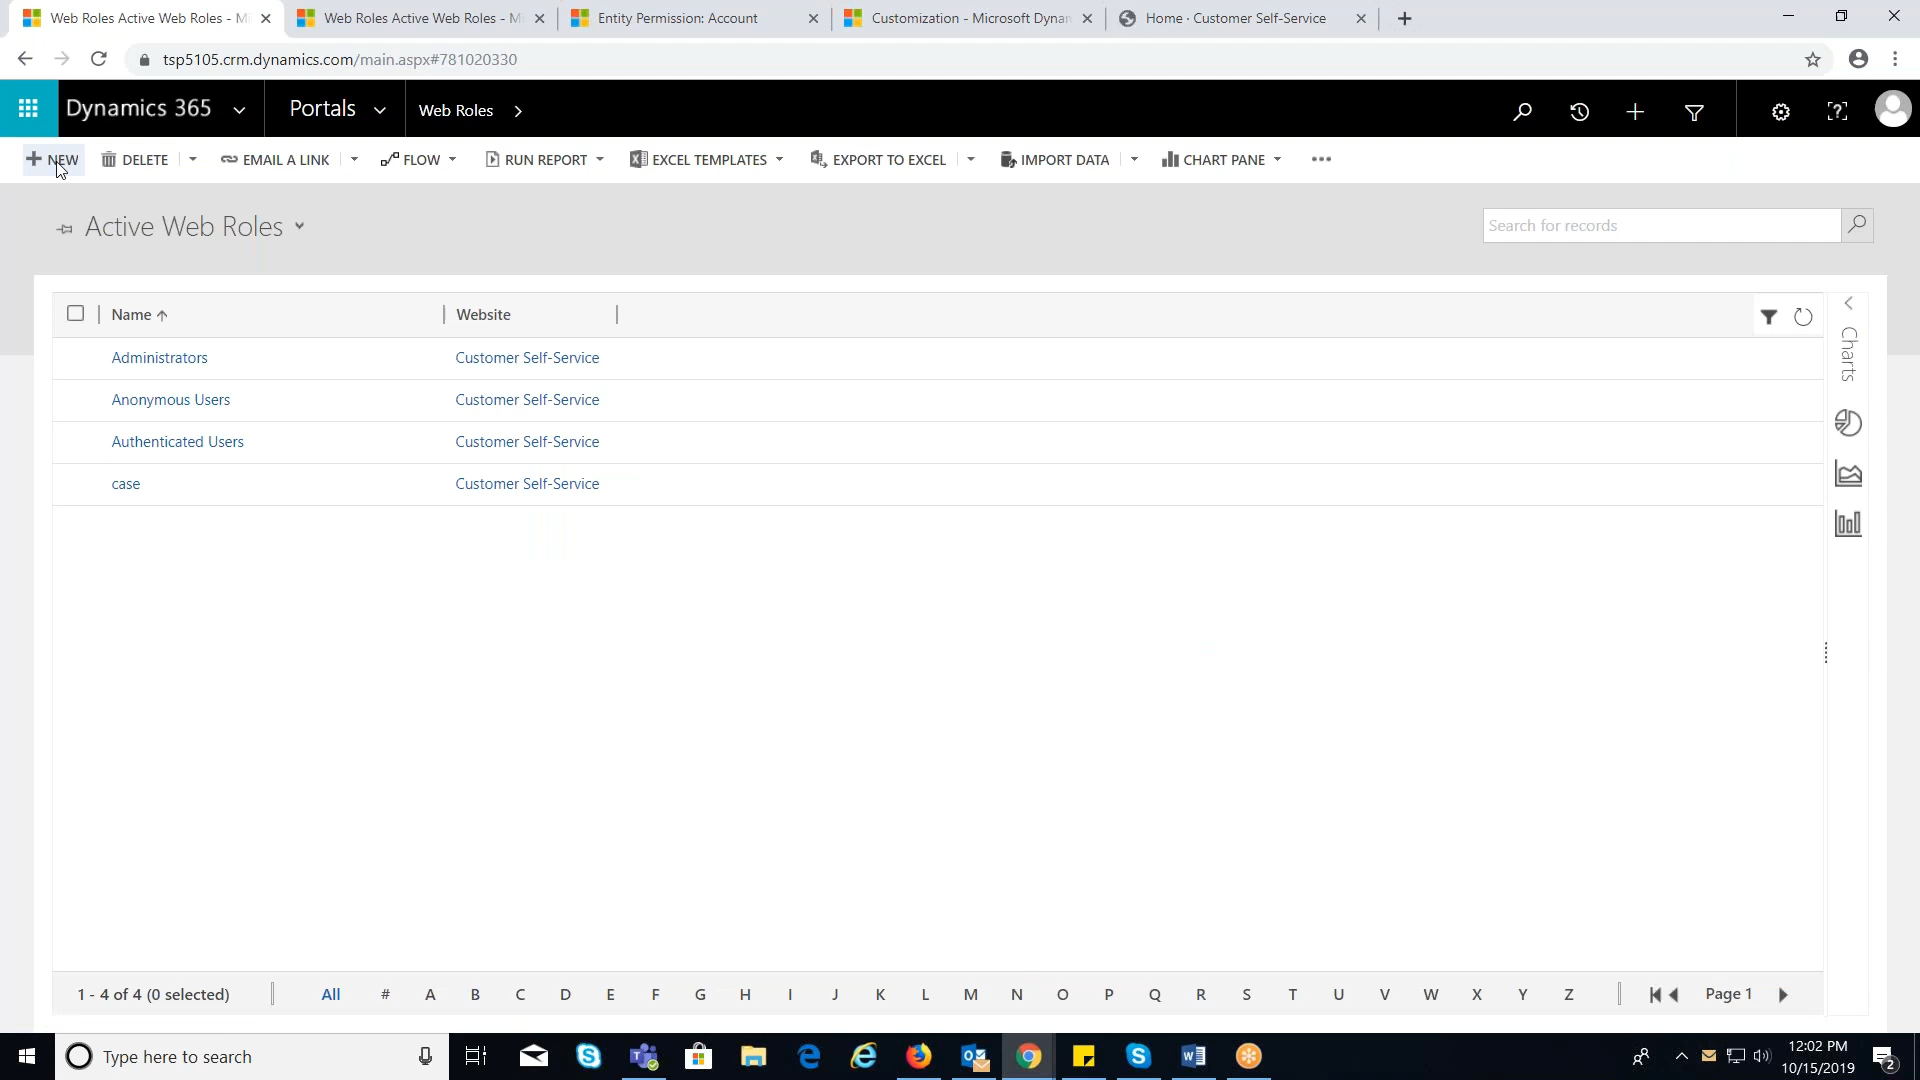 Web Roles Active Web Roles - Mi
Web Roles Active Web Roles - Mi
Entity Permission: Account
Customization - Microsoft Dynam
Home · Customer Self-Service
tsp5105.crm.dynamics.com/main.aspx#781020330
Dynamics 365
Portals
Web Roles
NEW
DELETE
EMAIL A LINK
FLOW
RUN REPORT
EXCEL TEMPLATES
EXPORT TO EXCEL
IMPORT DATA
CHART PANE
Active Web Roles
Search for records
Name
Website
Administrators Customer Self-Service
Anonymous Users Customer Self-Service
Authenticated Users Customer Self-Service
case Customer Self-Service
Charts
1 - 4 of 4 (0 selected)
All # A B C D E F G H I J K L M N O P Q R S T U V W X Y Z
Page 1
Type here to search
12:02 PM
10/15/2019
2